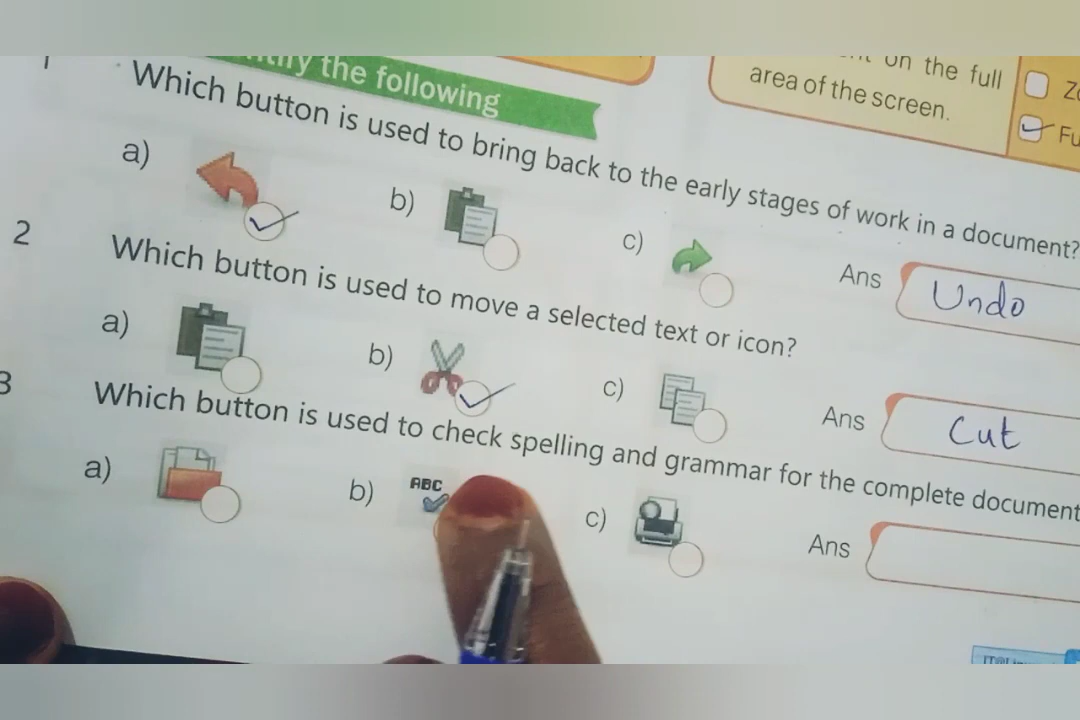 the following
on the full
area of the screen.
1
Which button is used to bring back to the early stages of work in a document?
a)
b)
c)
Ans
Undo
2
Which button is used to move a selected text or icon?
a)
b)
c)
Ans
Cut
3
Which button is used to check spelling and grammar for the complete document
a)
b)
ABC
c)
Ans